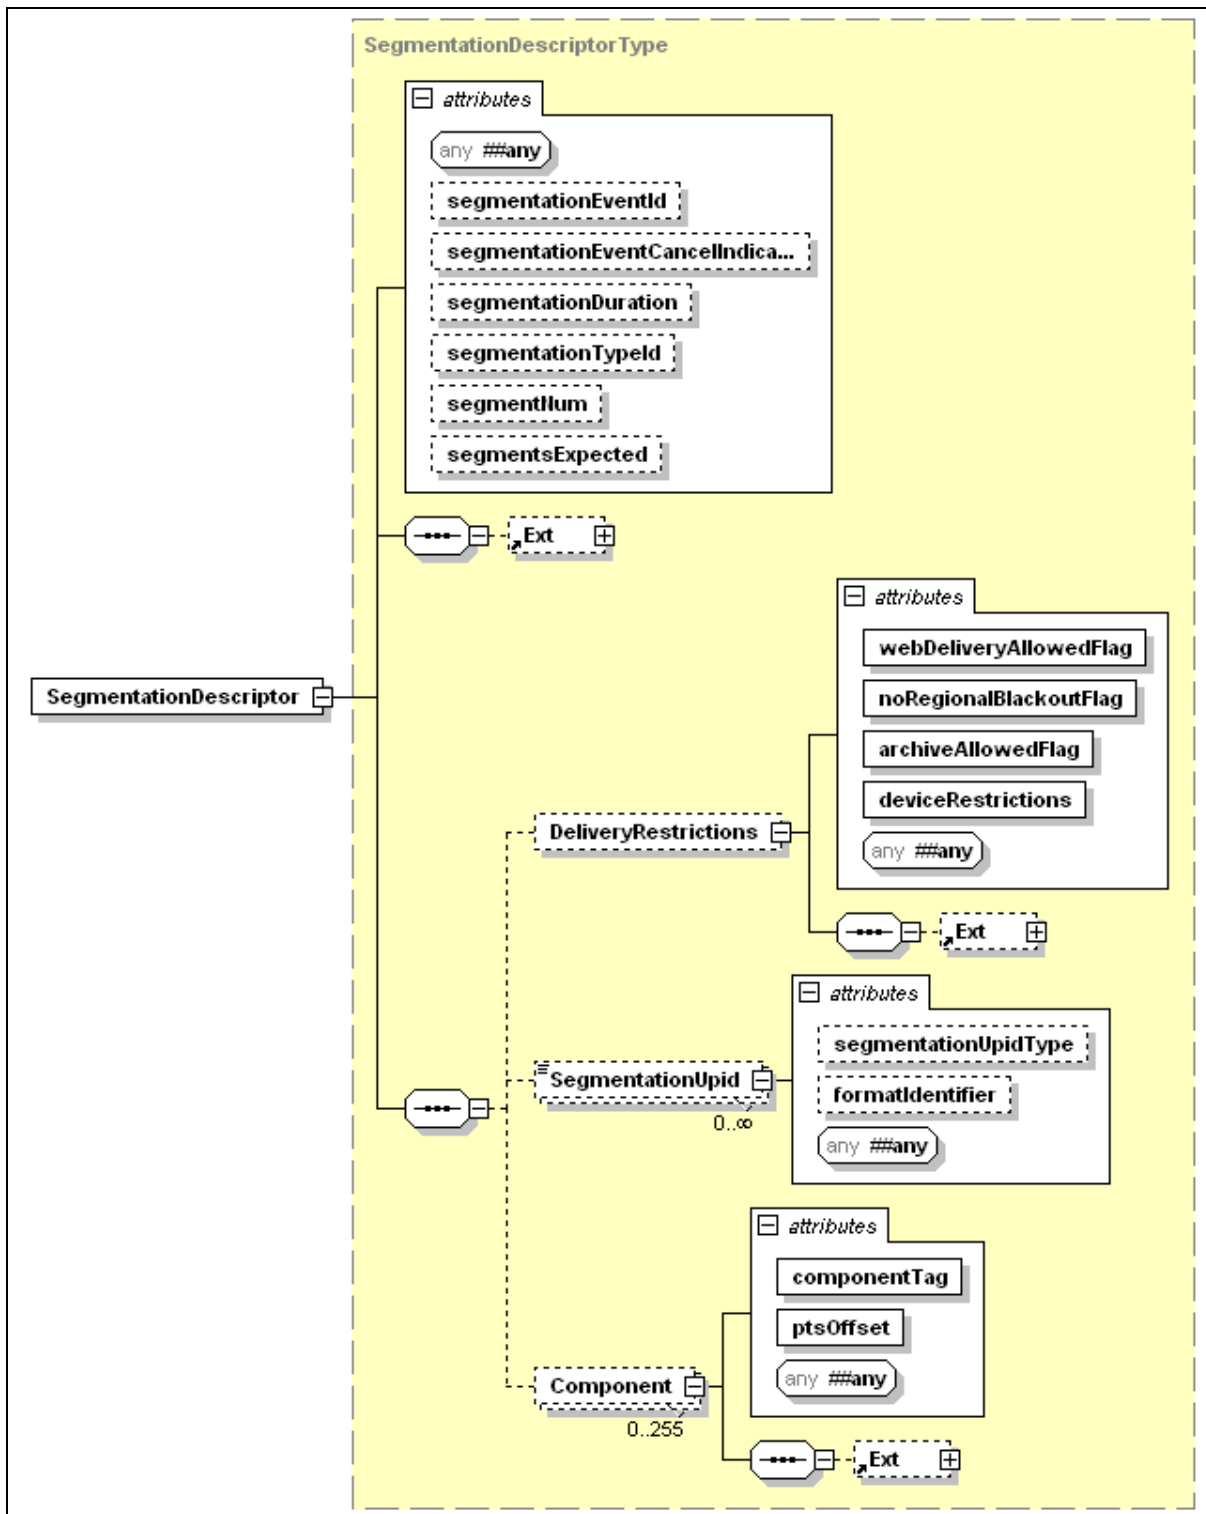 SegmentationDescriptorType
attributes
any ##any
segmentationEventId
segmentationEventCancelIndica...
segmentationDuration
segmentationTypeId
segmentNum
segmentsExpected
Ext
SegmentationDescriptor
attributes
webDeliveryAllowedFlag
noRegionalBlackoutFlag
archiveAllowedFlag
deviceRestrictions
any ##any
DeliveryRestrictions
Ext
attributes
segmentationUpidType
formatIdentifier
any ##any
SegmentationUpid
0..∞
attributes
componentTag
ptsOffset
any ##any
Component
0..255
Ext